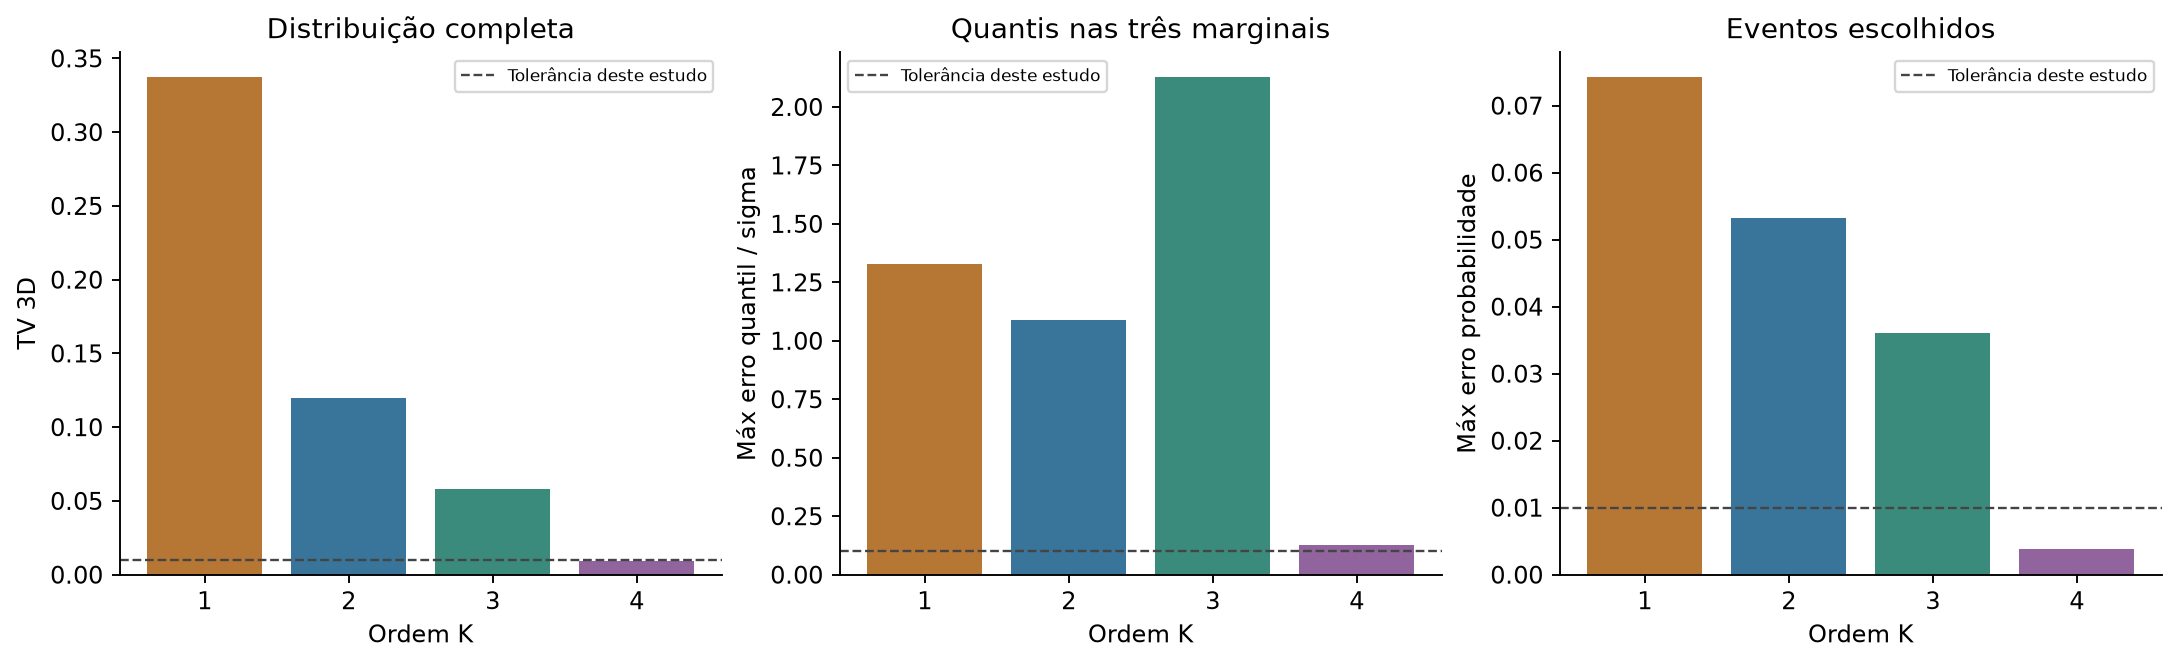 Distribuição completa
TV 3D
0.35
0.30
0.25
0.20
0.15
0.10
0.05
0.00
Tolerância deste estudo
1 2 3 4
Ordem K
Quantis nas três marginais
Máx erro quantil / sigma
2.00
1.75
1.50
1.25
1.00
0.75
0.50
0.25
0.00
Tolerância deste estudo
1 2 3 4
Ordem K
Eventos escolhidos
Máx erro probabilidade
0.07
0.06
0.05
0.04
0.03
0.02
0.01
0.00
Tolerância deste estudo
1 2 3 4
Ordem K